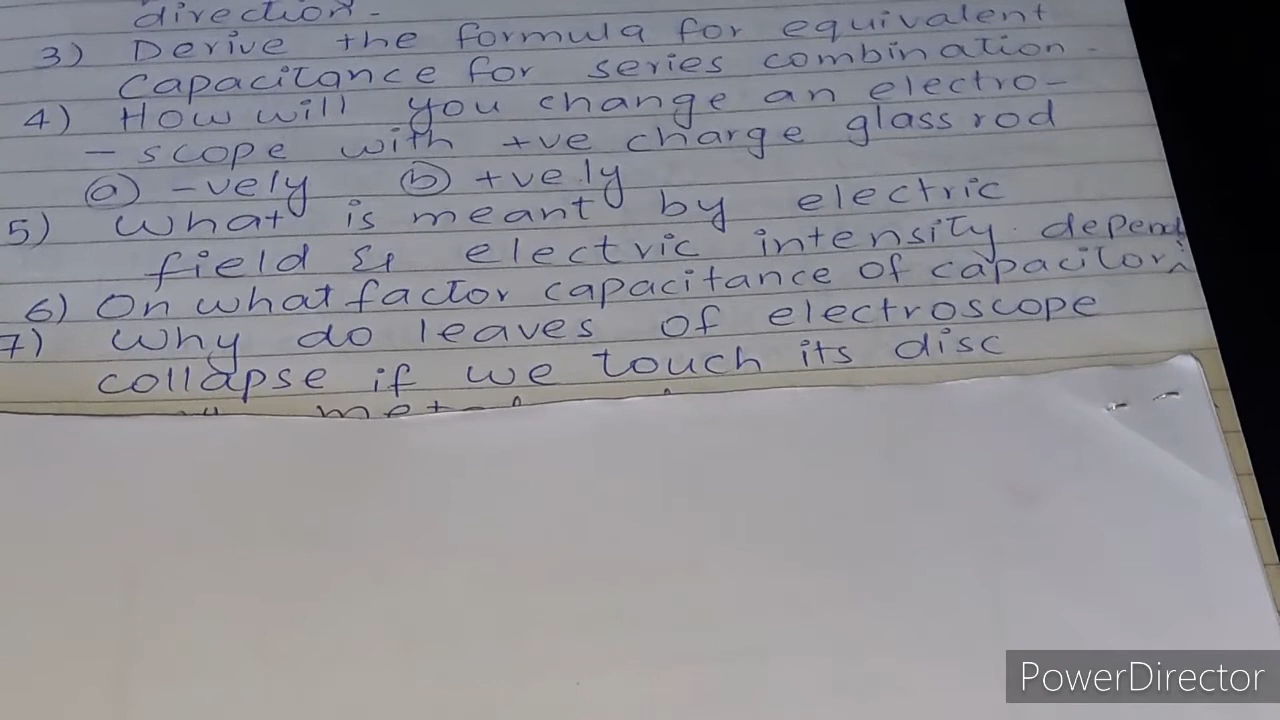 direction.
3) Derive the formula for equivalent
capacitance for series combination.
4) How will you change an electro-
- scope with +ve charge glass rod
(a) -vely (b) +vely
5) What is meant by electric
field & electric intensity.
depend
6) On what factor capacitance of capacitor
7) Why do leaves of electroscope
collapse if we touch its disc
PowerDirector